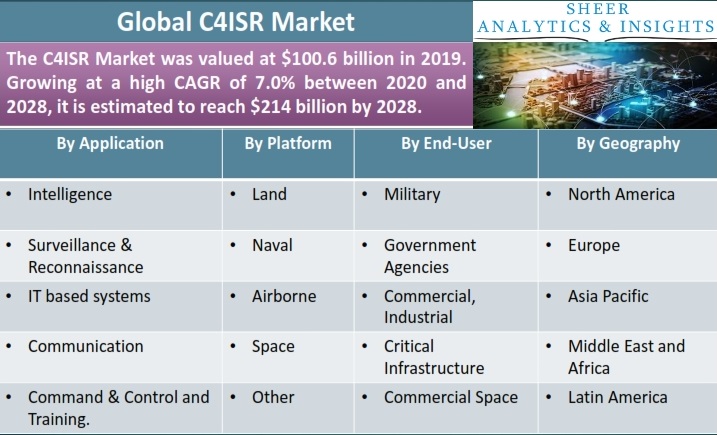 Global C4ISR Market
SHEER
ANALYTICS & INSIGHTS
The C4ISR Market was valued at $100.6 billion in 2019.
Growing at a high CAGR of 7.0% between 2020 and
2028, it is estimated to reach $214 billion by 2028.
By Application
By Platform
By End-User
By Geography
• Intelligence
• Land
• Military
• North America
• Surveillance &
Reconnaissance
• Naval
• Government
Agencies
• Europe
• IT based systems
• Airborne
• Commercial,
Industrial
• Asia Pacific
• Communication
• Space
• Critical
Infrastructure
• Middle East and
Africa
• Command & Control and
Training.
• Other
• Commercial Space
• Latin America